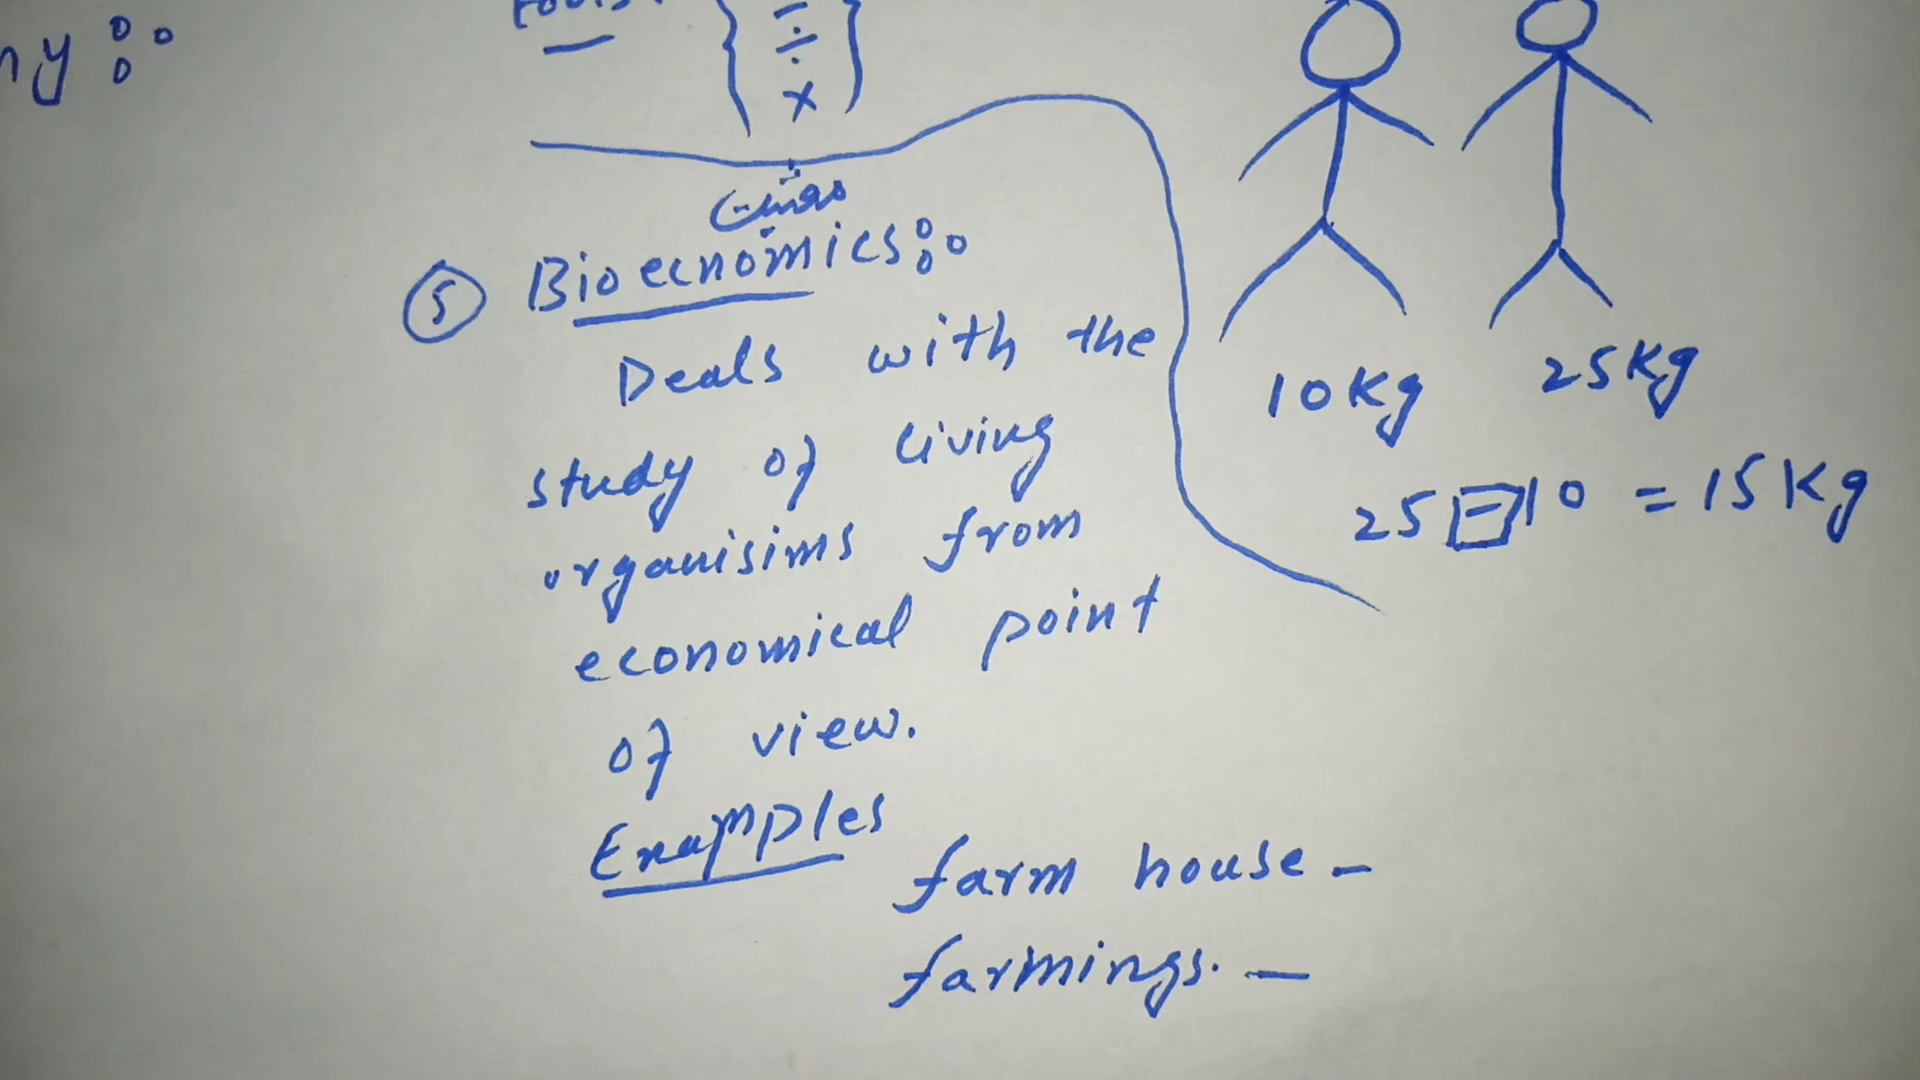 ny :
÷
x
⑤ Bioecnomics:
Deals with the
study of living
organisims from
economical point
of view.
Examples
farm house -
farmings. -
10kg
25kg
25 - 10 = 15kg